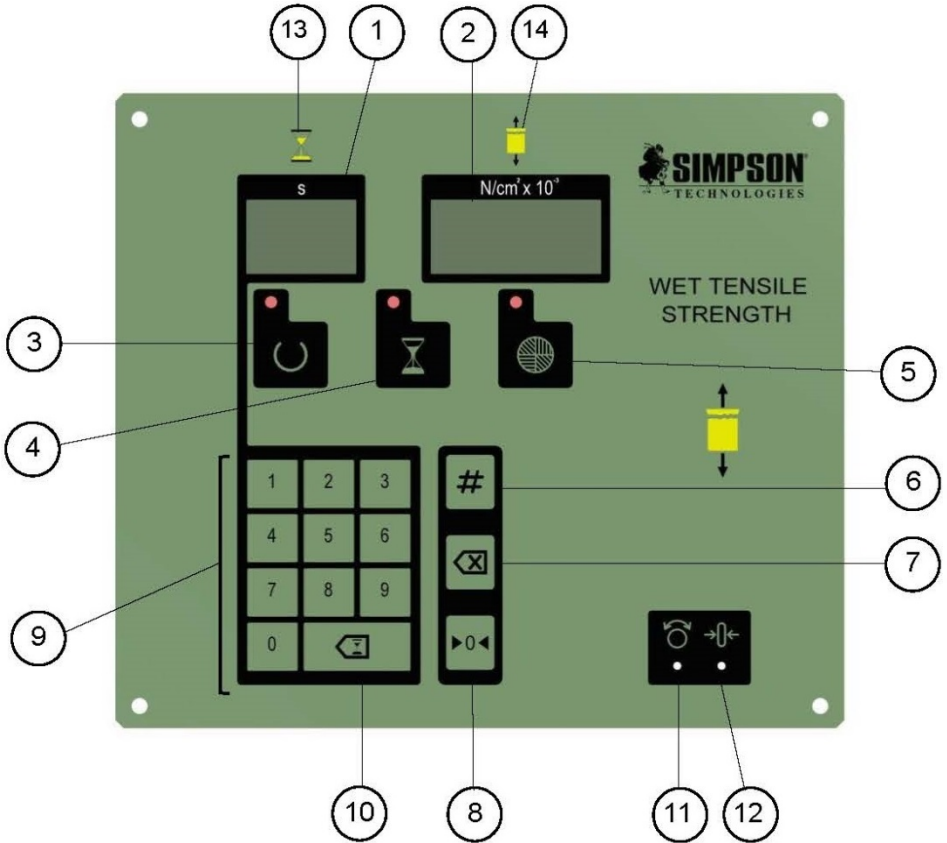 13 1 2 14
SIMPSON
TECHNOLOGIES
s
N/cm² x 10⁻³
WET TENSILE
STRENGTH
3
5
4
1 2 3
#
6
4 5 6
7
7 8 9
9
0
▶0◀
10 8 11 12